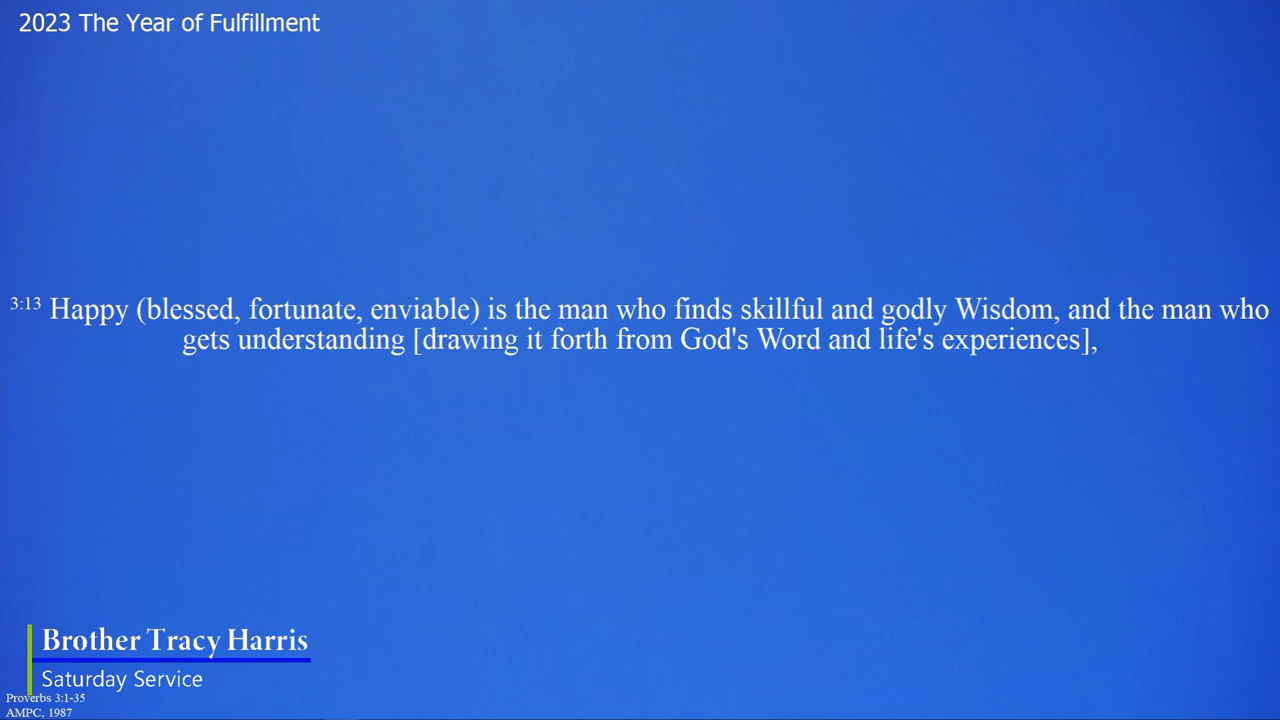 2023 The Year of Fulfillment
3:13 Happy (blessed, fortunate, enviable) is the man who finds skillful and godly Wisdom, and the man who
gets understanding [drawing it forth from God's Word and life's experiences],
Brother Tracy Harris
Saturday Service
Proverbs 3:1-35
AMPC, 1987